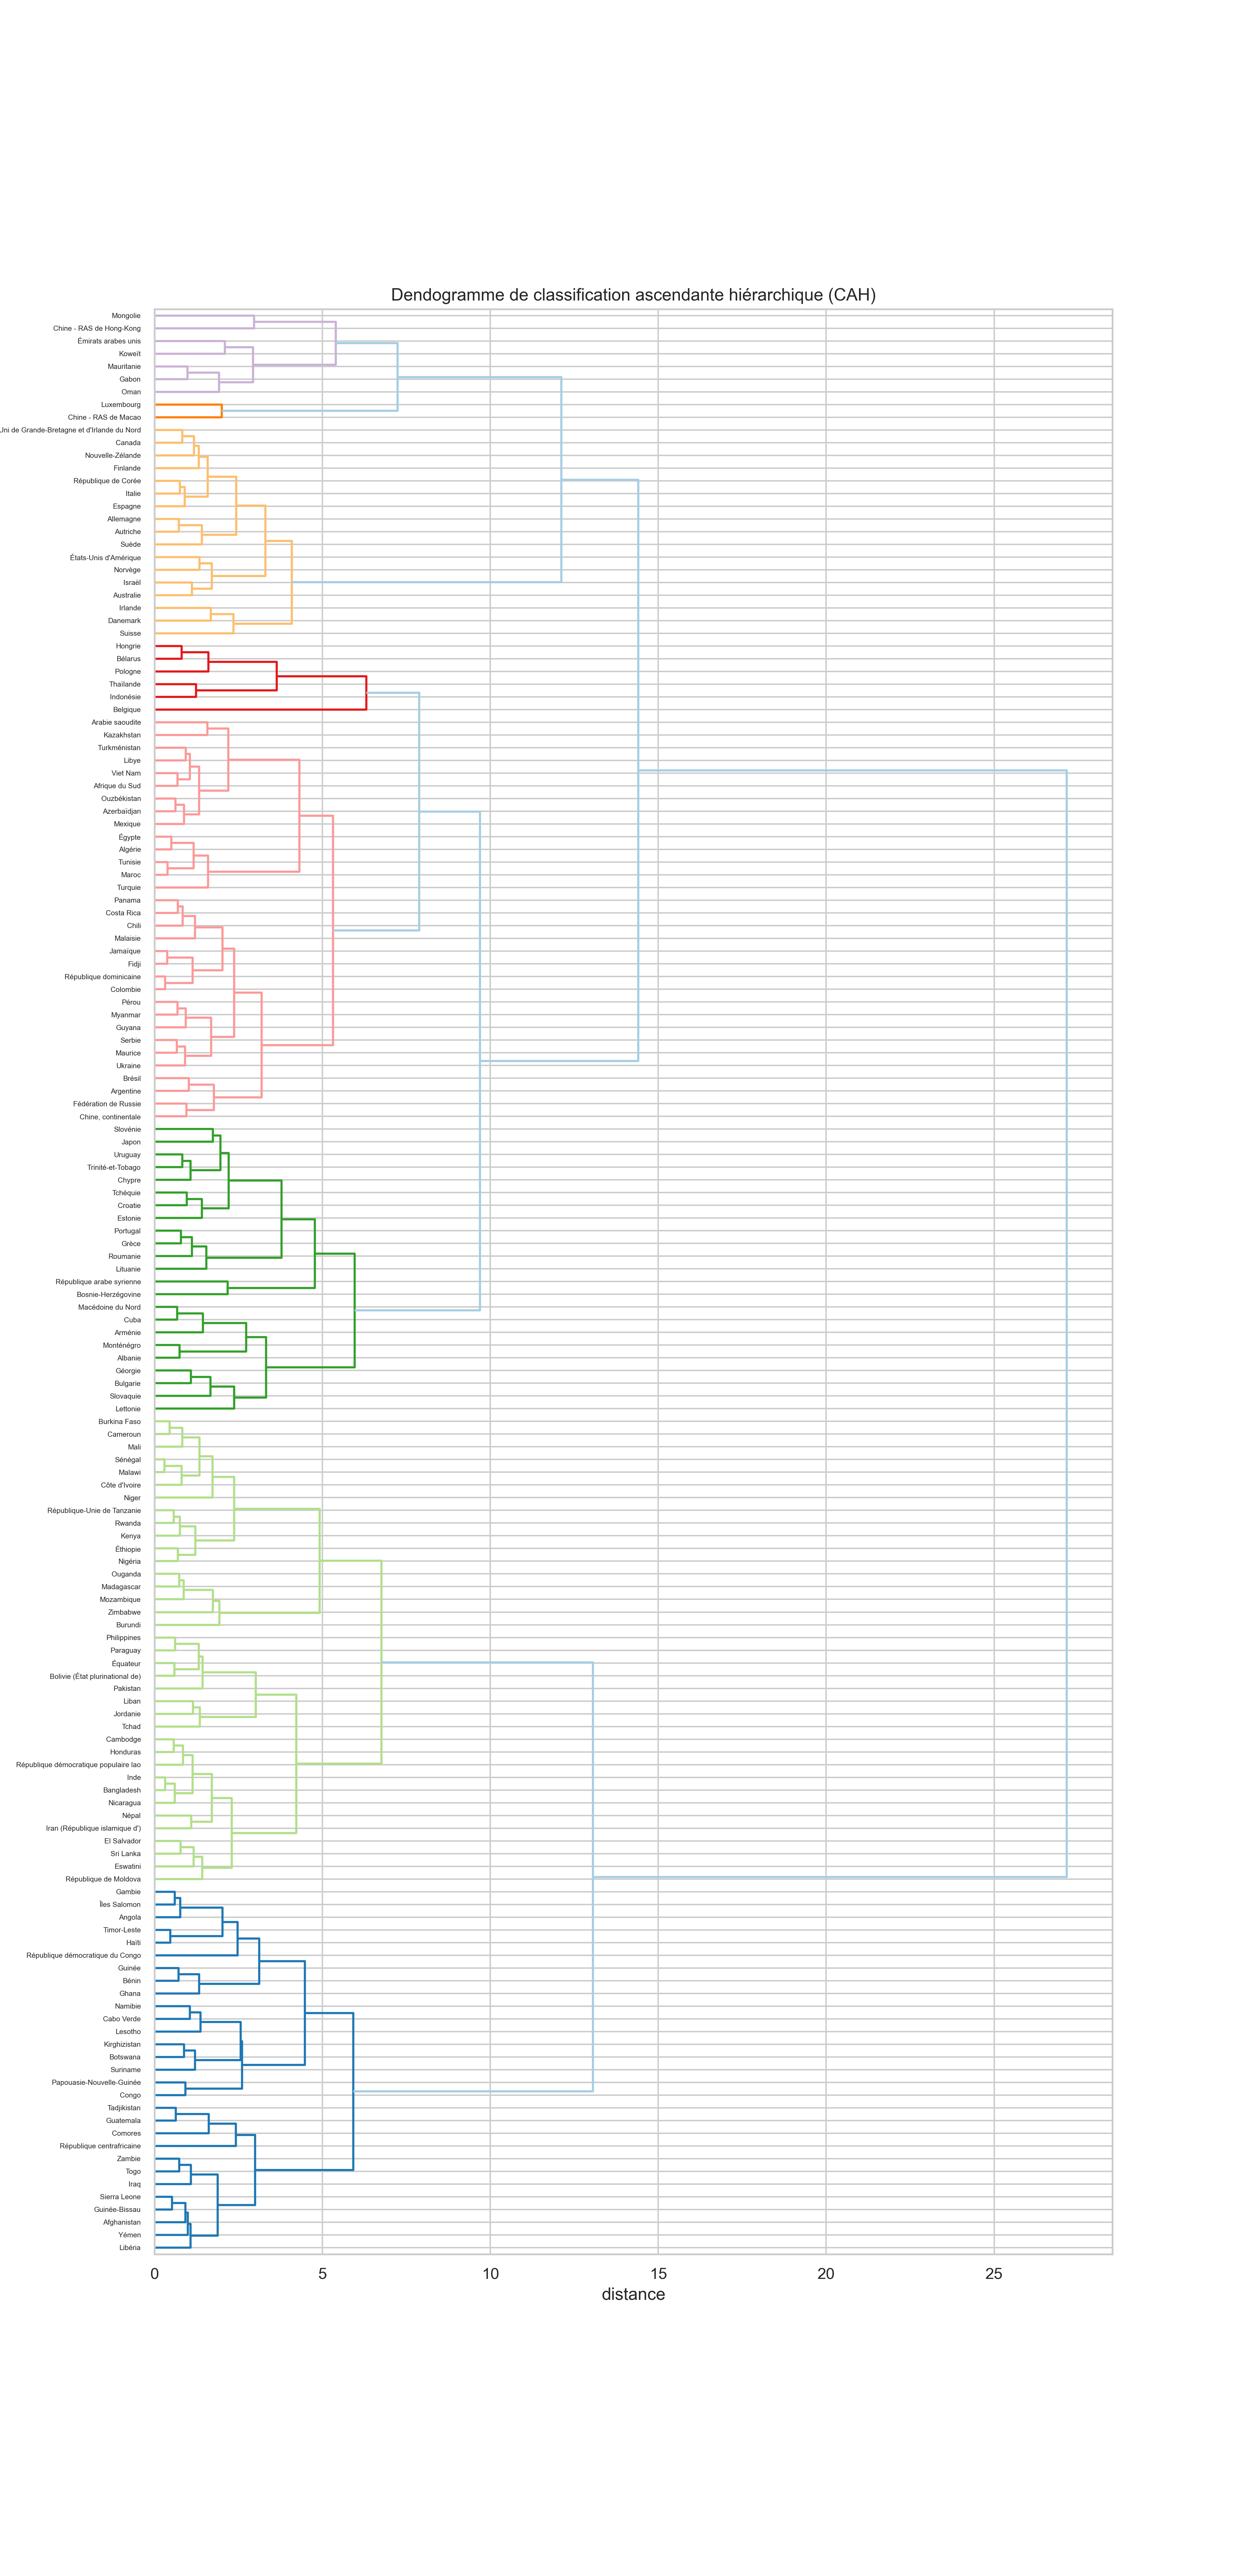 Dendogramme de classification ascendante hiérarchique (CAH)
Mongolie
Chine - RAS de Hong-Kong
Émirats arabes unis
Koweït
Mauritanie
Gabon
Oman
Luxembourg
Chine - RAS de Macao
Uni de Grande-Bretagne et d'Irlande du Nord
Canada
Nouvelle-Zélande
Finlande
République de Corée
Italie
Espagne
Allemagne
Autriche
Suède
États-Unis d'Amérique
Norvège
Israël
Australie
Irlande
Danemark
Suisse
Hongrie
Bélarus
Pologne
Thaïlande
Indonésie
Belgique
Arabie saoudite
Kazakhstan
Turkménistan
Libye
Viet Nam
Afrique du Sud
Ouzbékistan
Azerbaïdjan
Mexique
Égypte
Algérie
Tunisie
Maroc
Turquie
Panama
Costa Rica
Chili
Malaisie
Jamaïque
Fidji
République dominicaine
Colombie
Pérou
Myanmar
Guyana
Serbie
Maurice
Ukraine
Brésil
Argentine
Fédération de Russie
Chine, continentale
Slovénie
Japon
Uruguay
Trinité-et-Tobago
Chypre
Tchéquie
Croatie
Estonie
Portugal
Grèce
Roumanie
Lituanie
République arabe syrienne
Bosnie-Herzégovine
Macédoine du Nord
Cuba
Arménie
Monténégro
Albanie
Géorgie
Bulgarie
Slovaquie
Lettonie
Burkina Faso
Cameroun
Mali
Sénégal
Malawi
Côte d'Ivoire
Niger
République-Unie de Tanzanie
Rwanda
Kenya
Éthiopie
Nigéria
Ouganda
Madagascar
Mozambique
Zimbabwe
Burundi
Philippines
Paraguay
Équateur
Bolivie (État plurinational de)
Pakistan
Liban
Jordanie
Tchad
Cambodge
Honduras
République démocratique populaire lao
Inde
Bangladesh
Nicaragua
Népal
Iran (République islamique d')
El Salvador
Sri Lanka
Eswatini
République de Moldova
Gambie
Îles Salomon
Angola
Timor-Leste
Haïti
République démocratique du Congo
Guinée
Bénin
Ghana
Namibie
Cabo Verde
Lesotho
Kirghizistan
Botswana
Suriname
Papouasie-Nouvelle-Guinée
Congo
Tadjikistan
Guatemala
Comores
République centrafricaine
Zambie
Togo
Iraq
Sierra Leone
Guinée-Bissau
Afghanistan
Yémen
Libéria
0 5 10 15 20 25
distance